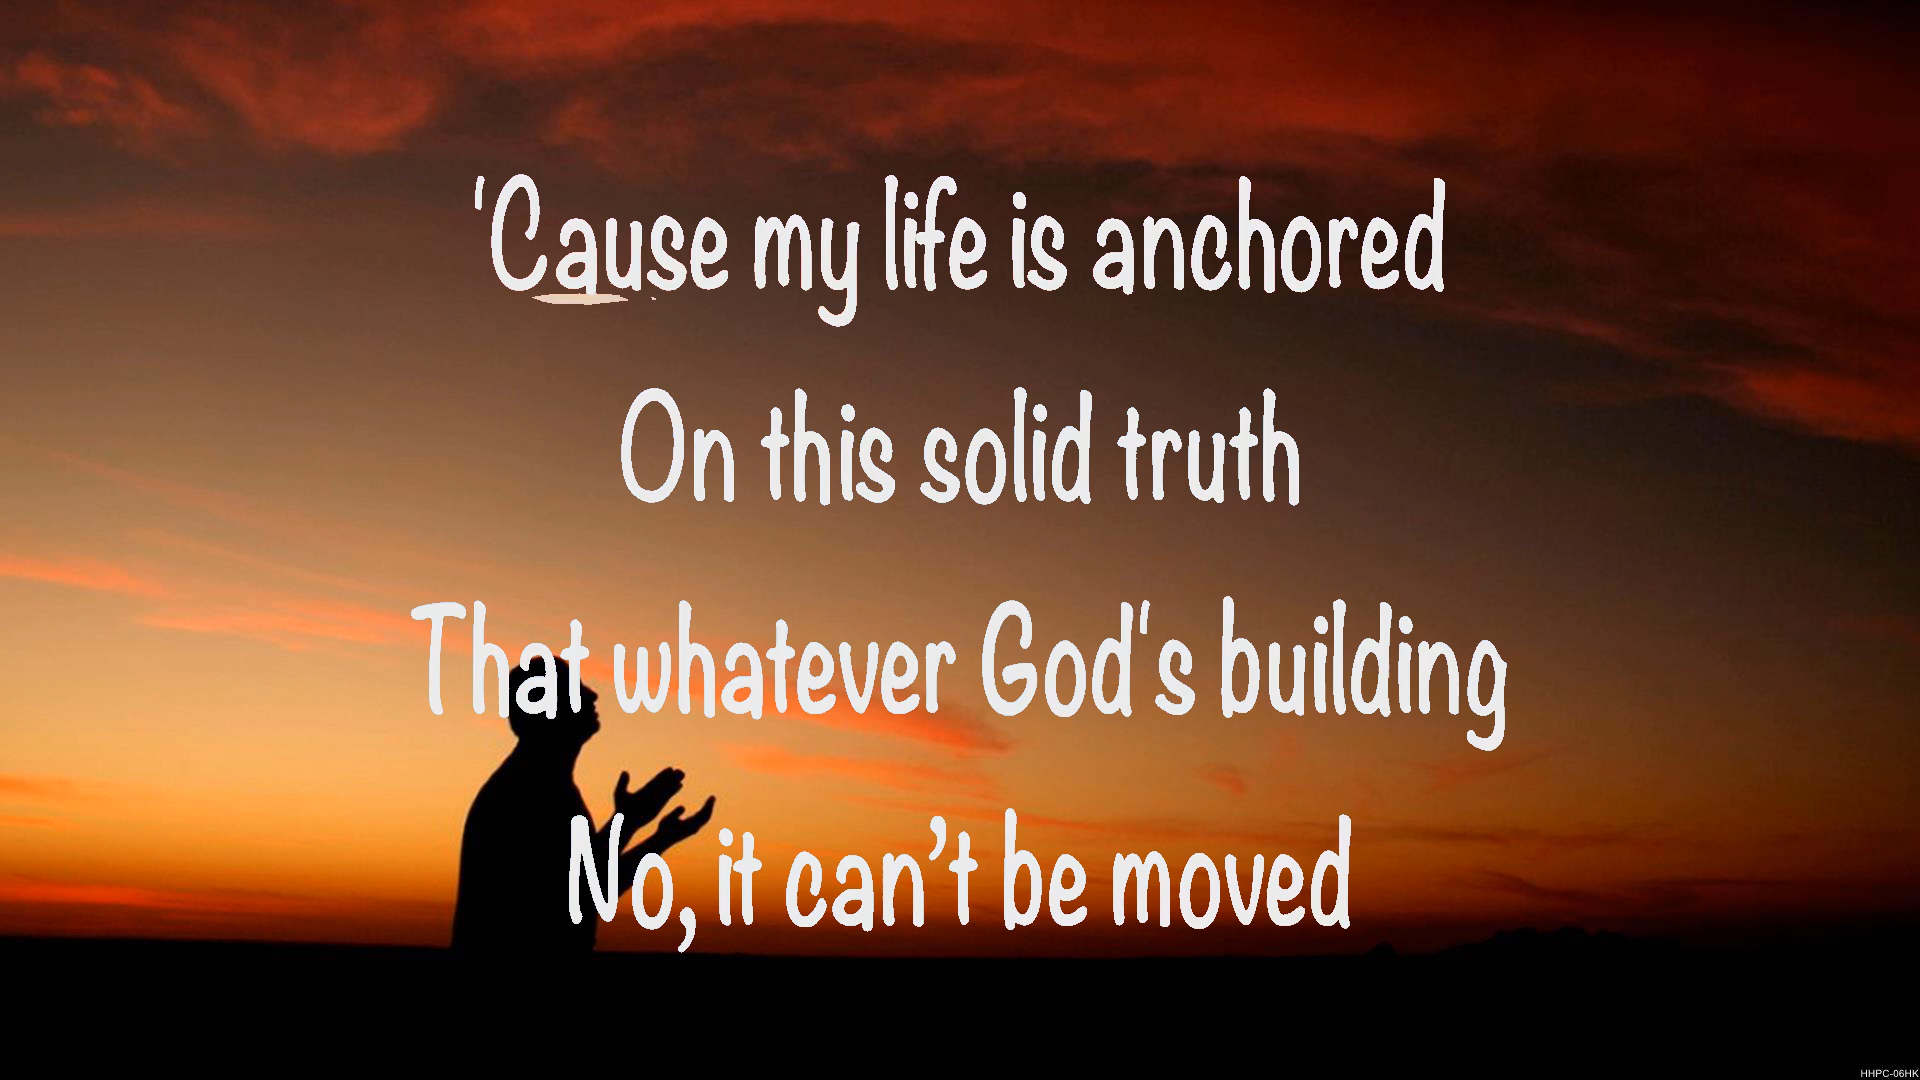 'Cause my life is anchored
On this solid truth
That whatever God's building
No, it can’t be moved
HHPC-06HK